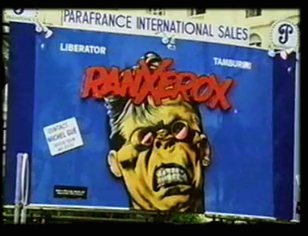 PARAFRANCE INTERNATIONAL SALES
LIBERATOR
TAMBURINI
RANXEROX
CONTACT
MICHEL GUE